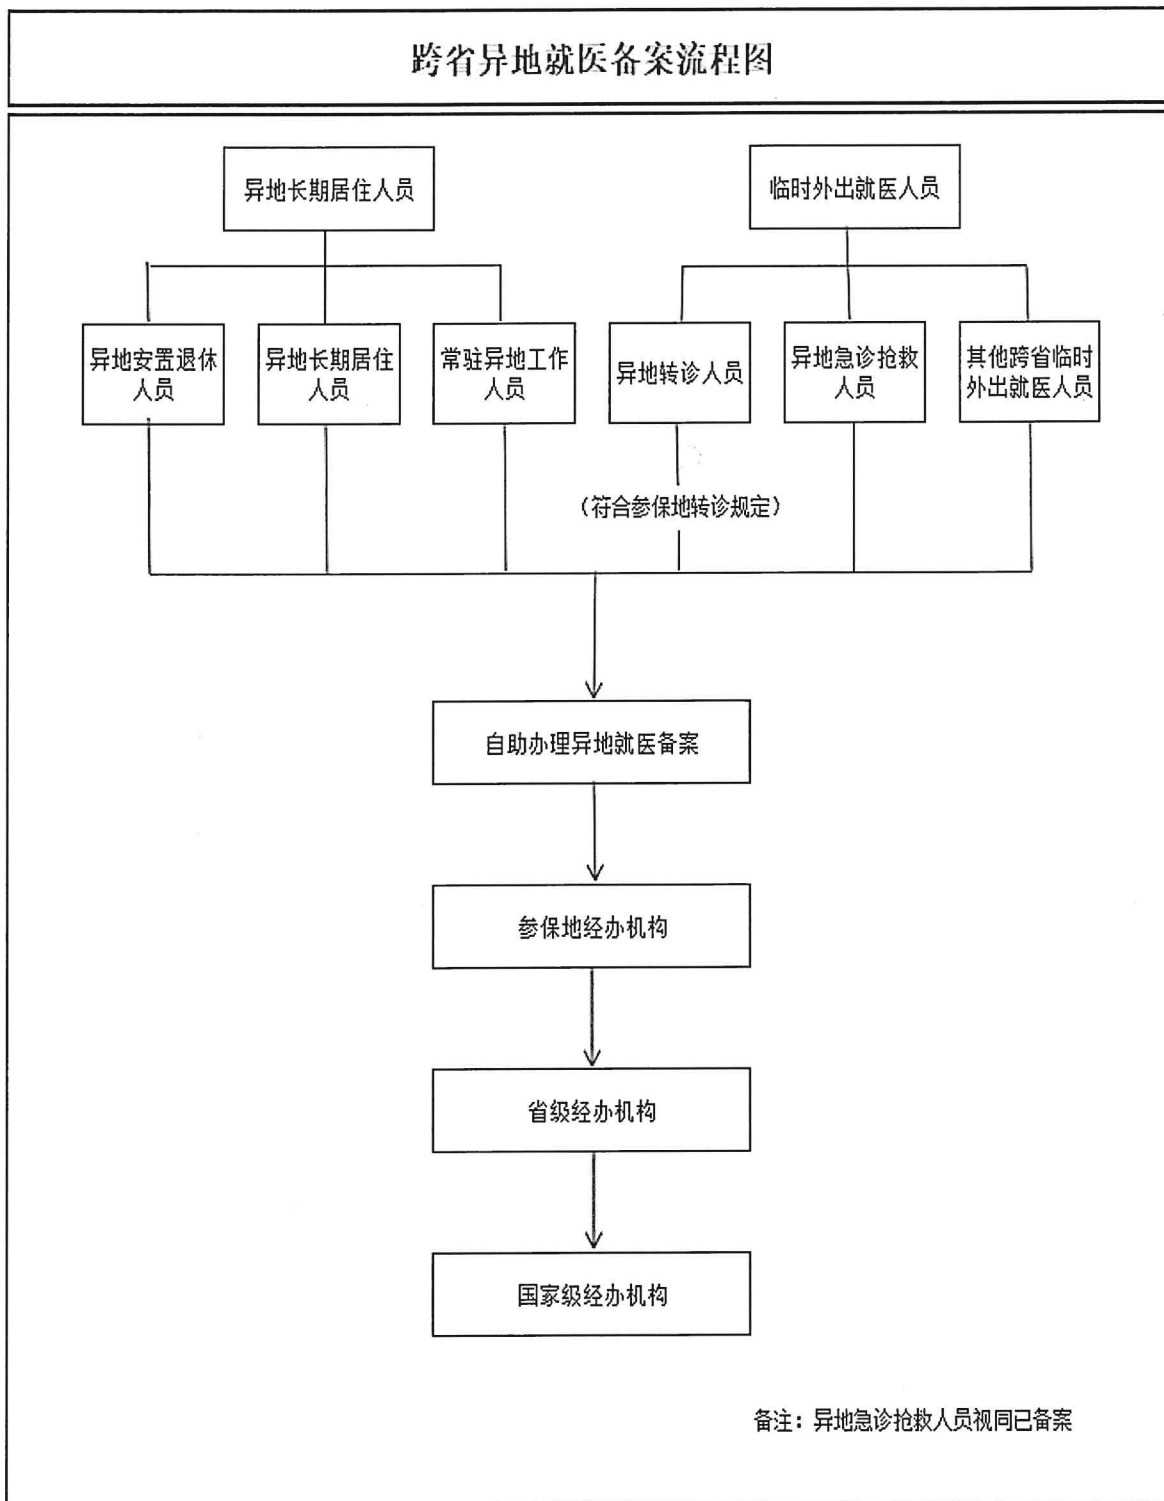 跨省异地就医备案流程图
异地长期居住人员
临时外出就医人员
异地安置退休
人员
异地长期居住
人员
常驻异地工作
人员
异地转诊人员
异地急诊抢救
人员
其他跨省临时
外出就医人员
（符合参保地转诊规定）
自助办理异地就医备案
参保地经办机构
省级经办机构
国家级经办机构
备注：异地急诊抢救人员视同已备案